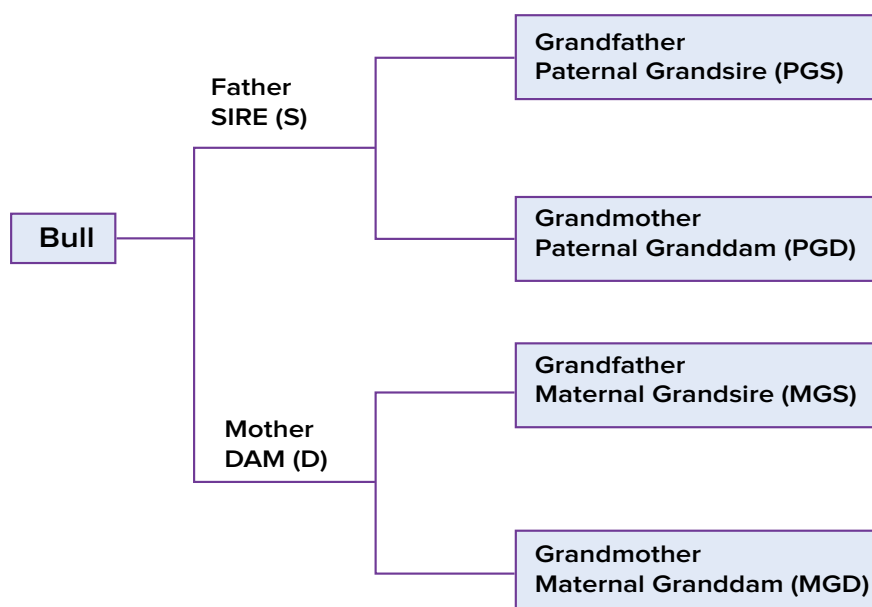 Grandfather
Paternal Grandsire (PGS)
Father
SIRE (S)
Grandmother
Paternal Granddam (PGD)
Bull
Grandfather
Maternal Grandsire (MGS)
Mother
DAM (D)
Grandmother
Maternal Granddam (MGD)